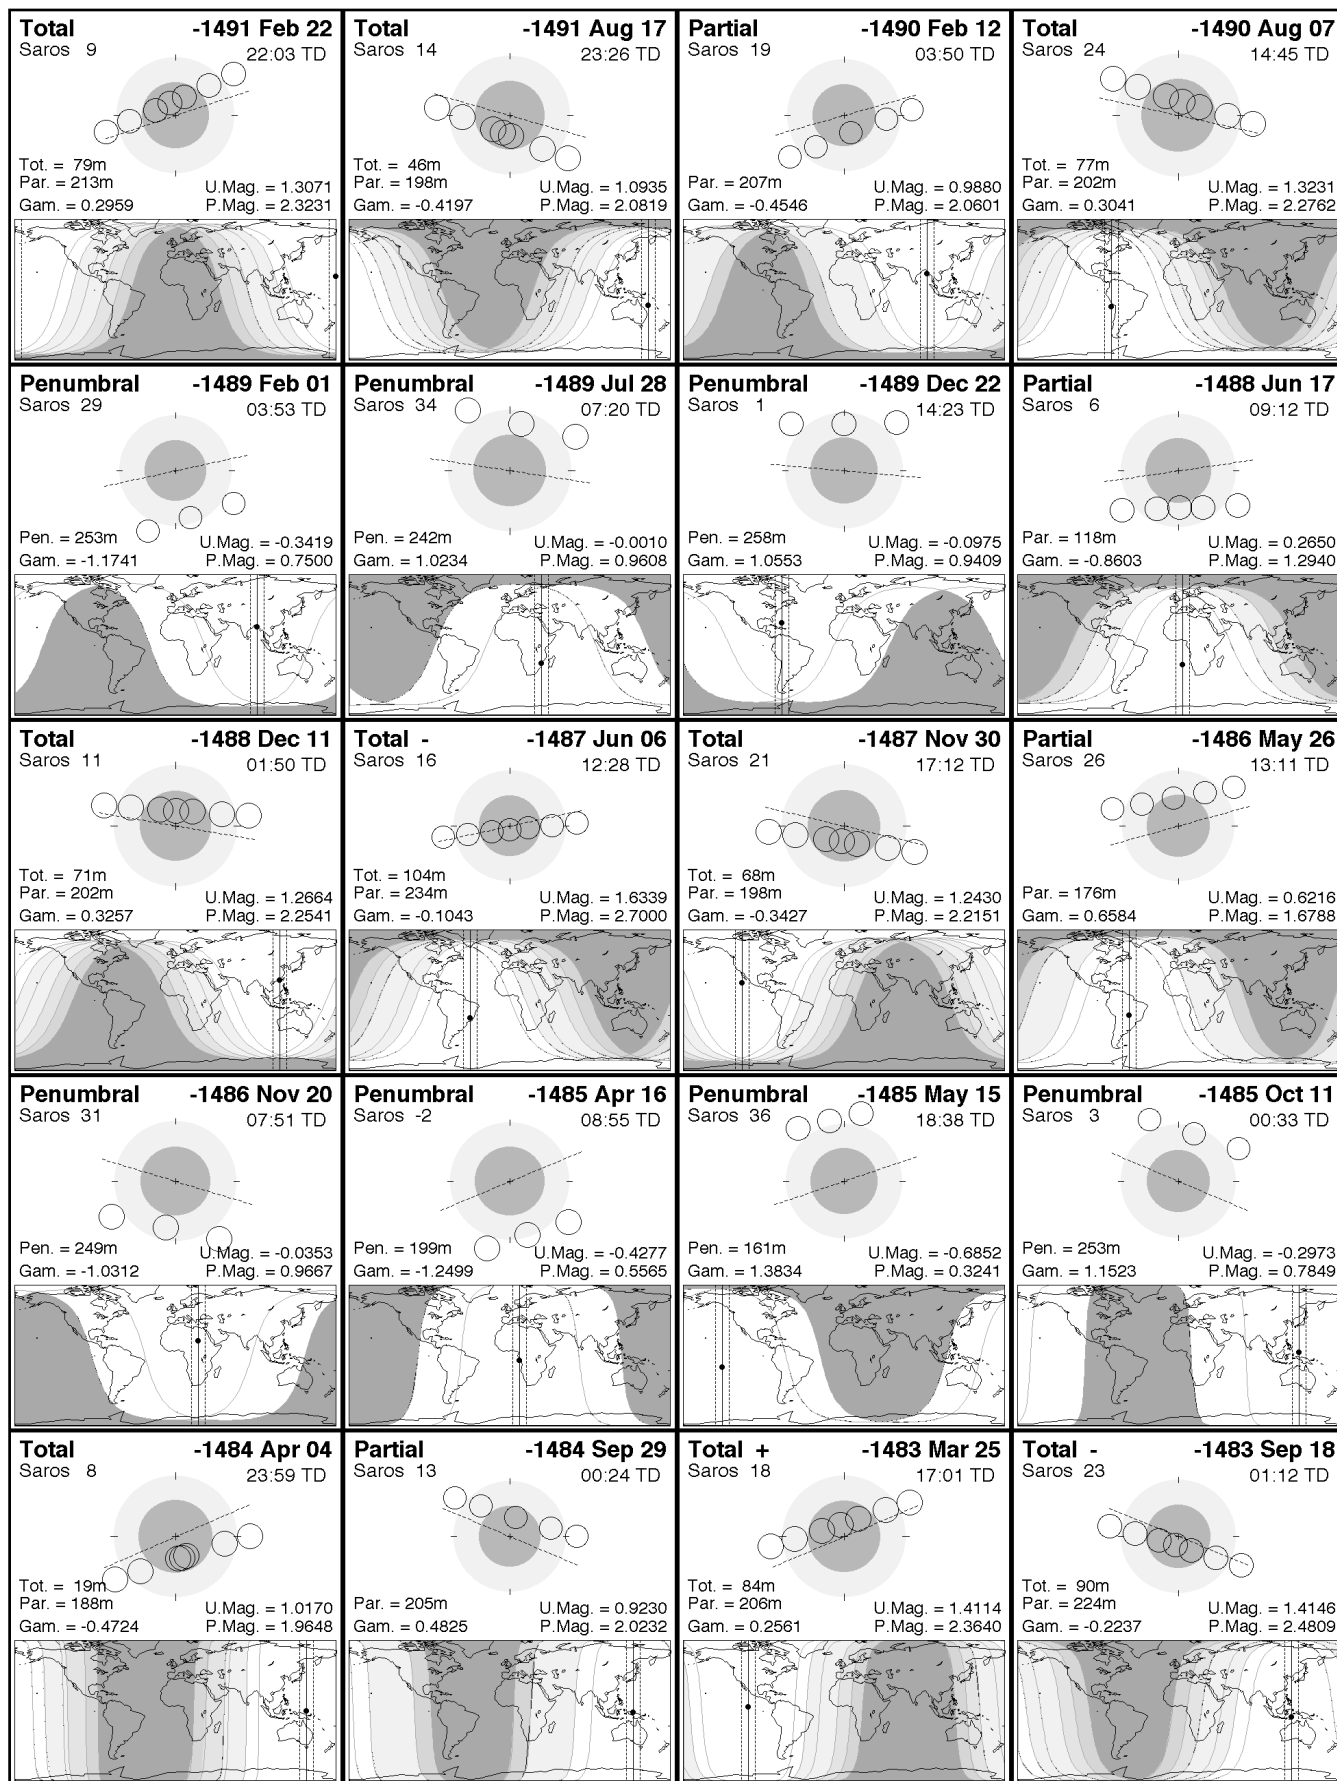 Total -1491 Feb 22
Saros 9 22:03 TD
Tot. = 79m
Par. = 213m U.Mag. = 1.3071
Gam. = 0.2959 P.Mag. = 2.3231
Total -1491 Aug 17
Saros 14 23:26 TD
Tot. = 46m
Par. = 198m U.Mag. = 1.0935
Gam. = -0.4197 P.Mag. = 2.0819
Partial -1490 Feb 12
Saros 19 03:50 TD
Par. = 207m U.Mag. = 0.9880
Gam. = -0.4546 P.Mag. = 2.0601
Total -1490 Aug 07
Saros 24 14:45 TD
Tot. = 77m
Par. = 202m U.Mag. = 1.3231
Gam. = 0.3041 P.Mag. = 2.2762
Penumbral -1489 Feb 01
Saros 29 03:53 TD
Pen. = 253m U.Mag. = -0.3419
Gam. = -1.1741 P.Mag. = 0.7500
Penumbral -1489 Jul 28
Saros 34 07:20 TD
Pen. = 242m U.Mag. = -0.0010
Gam. = 1.0234 P.Mag. = 0.9608
Penumbral -1489 Dec 22
Saros 1 14:23 TD
Pen. = 258m U.Mag. = -0.0975
Gam. = 1.0553 P.Mag. = 0.9409
Partial -1488 Jun 17
Saros 6 09:12 TD
Par. = 118m U.Mag. = 0.2650
Gam. = -0.8603 P.Mag. = 1.2940
Total -1488 Dec 11
Saros 11 01:50 TD
Tot. = 71m
Par. = 202m U.Mag. = 1.2664
Gam. = 0.3257 P.Mag. = 2.2541
Total - -1487 Jun 06
Saros 16 12:28 TD
Tot. = 104m
Par. = 234m U.Mag. = 1.6339
Gam. = -0.1043 P.Mag. = 2.7000
Total -1487 Nov 30
Saros 21 17:12 TD
Tot. = 68m
Par. = 198m U.Mag. = 1.2430
Gam. = -0.3427 P.Mag. = 2.2151
Partial -1486 May 26
Saros 26 13:11 TD
Par. = 176m U.Mag. = 0.6216
Gam. = 0.6584 P.Mag. = 1.6788
Penumbral -1486 Nov 20
Saros 31 07:51 TD
Pen. = 249m U.Mag. = -0.0353
Gam. = -1.0312 P.Mag. = 0.9667
Penumbral -1485 Apr 16
Saros -2 08:55 TD
Pen. = 199m U.Mag. = -0.4277
Gam. = -1.2499 P.Mag. = 0.5565
Penumbral -1485 May 15
Saros 36 18:38 TD
Pen. = 161m U.Mag. = -0.6852
Gam. = 1.3834 P.Mag. = 0.3241
Penumbral -1485 Oct 11
Saros 3 00:33 TD
Pen. = 253m U.Mag. = -0.2973
Gam. = 1.1523 P.Mag. = 0.7849
Total -1484 Apr 04
Saros 8 23:59 TD
Tot. = 19m
Par. = 188m U.Mag. = 1.0170
Gam. = -0.4724 P.Mag. = 1.9648
Partial -1484 Sep 29
Saros 13 00:24 TD
Par. = 205m U.Mag. = 0.9230
Gam. = 0.4825 P.Mag. = 2.0232
Total + -1483 Mar 25
Saros 18 17:01 TD
Tot. = 84m
Par. = 206m U.Mag. = 1.4114
Gam. = 0.2561 P.Mag. = 2.3640
Total - -1483 Sep 18
Saros 23 01:12 TD
Tot. = 90m
Par. = 224m U.Mag. = 1.4146
Gam. = -0.2237 P.Mag. = 2.4809